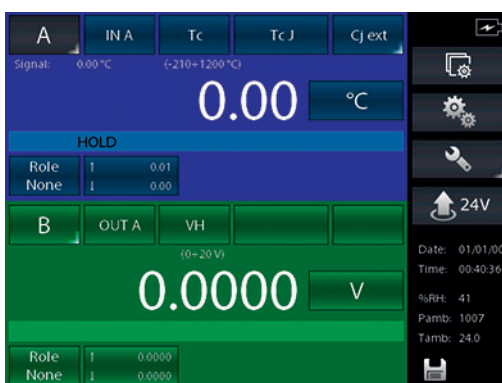 A IN A Tc Tc J Cj ext
Signal: 0.00 °C (-210÷1200 °C)
0.00 °C
HOLD
Role ↑ 0.01
None ↓ 0.00
24V
B OUT A VH
(0÷20 V)
0.0000 V
Role ↑ 0.0000
None ↓ 0.0000
Date: 01/01/00
Time: 00:40:36
%RH: 41
Pamb: 1007
Tamb: 24.0